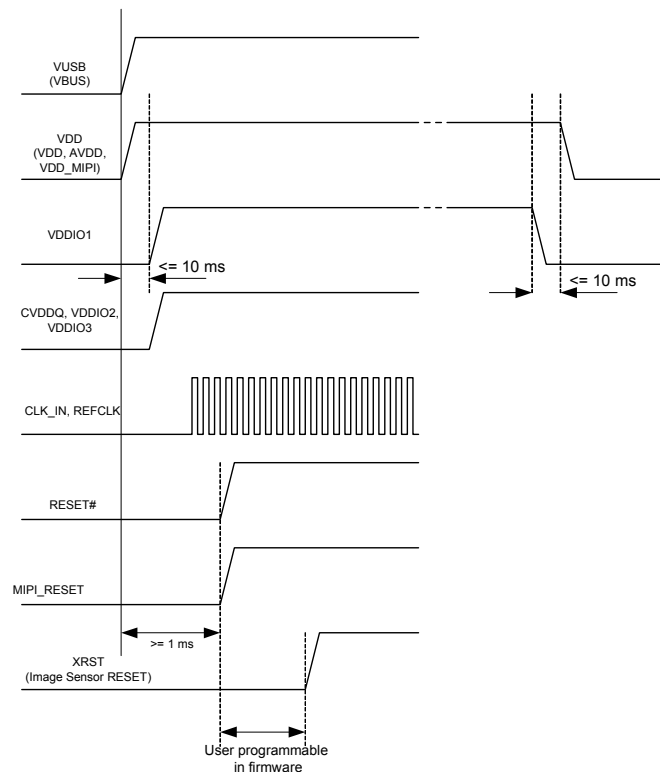 VUSB
(VBUS)
VDD
(VDD, AVDD,
VDD_MIPI)
VDDIO1
<= 10 ms
<= 10 ms
CVDDQ, VDDIO2,
VDDIO3
CLK_IN, REFCLK
RESET#
MIPI_RESET
>= 1 ms
XRST
(Image Sensor RESET)
User programmable
in firmware